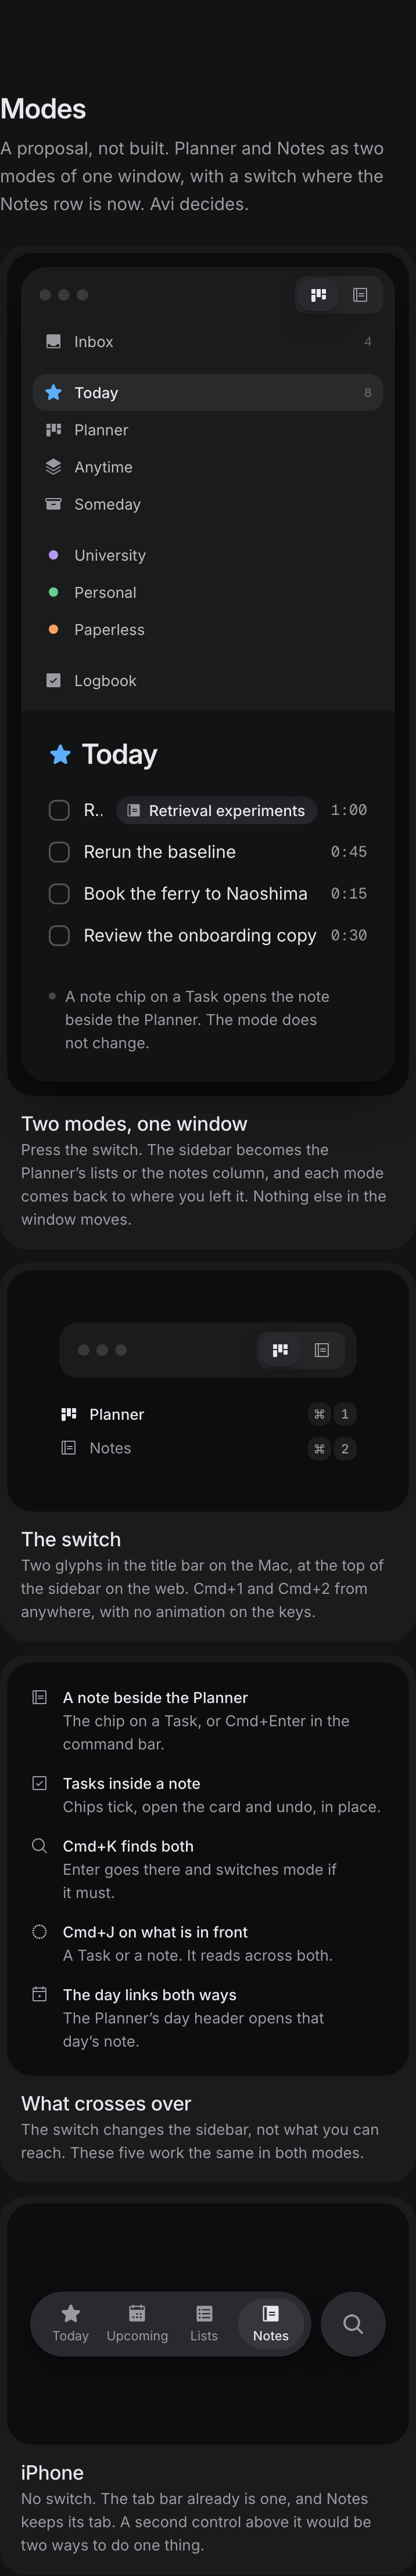 Modes
A proposal, not built. Planner and Notes as two
modes of one window, with a switch where the
Notes row is now. Avi decides.
Inbox 4
Today 8
Planner
Anytime
Someday
University
Personal
Paperless
Logbook
Today
R.. Retrieval experiments 1:00
Rerun the baseline 0:45
Book the ferry to Naoshima 0:15
Review the onboarding copy 0:30
A note chip on a Task opens the note
beside the Planner. The mode does
not change.
Two modes, one window
Press the switch. The sidebar becomes the
Planner’s lists or the notes column, and each mode
comes back to where you left it. Nothing else in the
window moves.
Planner ⌘ 1
Notes ⌘ 2
The switch
Two glyphs in the title bar on the Mac, at the top of
the sidebar on the web. Cmd+1 and Cmd+2 from
anywhere, with no animation on the keys.
A note beside the Planner
The chip on a Task, or Cmd+Enter in the
command bar.
Tasks inside a note
Chips tick, open the card and undo, in place.
Cmd+K finds both
Enter goes there and switches mode if
it must.
Cmd+J on what is in front
A Task or a note. It reads across both.
The day links both ways
The Planner’s day header opens that
day’s note.
What crosses over
The switch changes the sidebar, not what you can
reach. These five work the same in both modes.
Today Upcoming Lists Notes
iPhone
No switch. The tab bar already is one, and Notes
keeps its tab. A second control above it would be
two ways to do one thing.